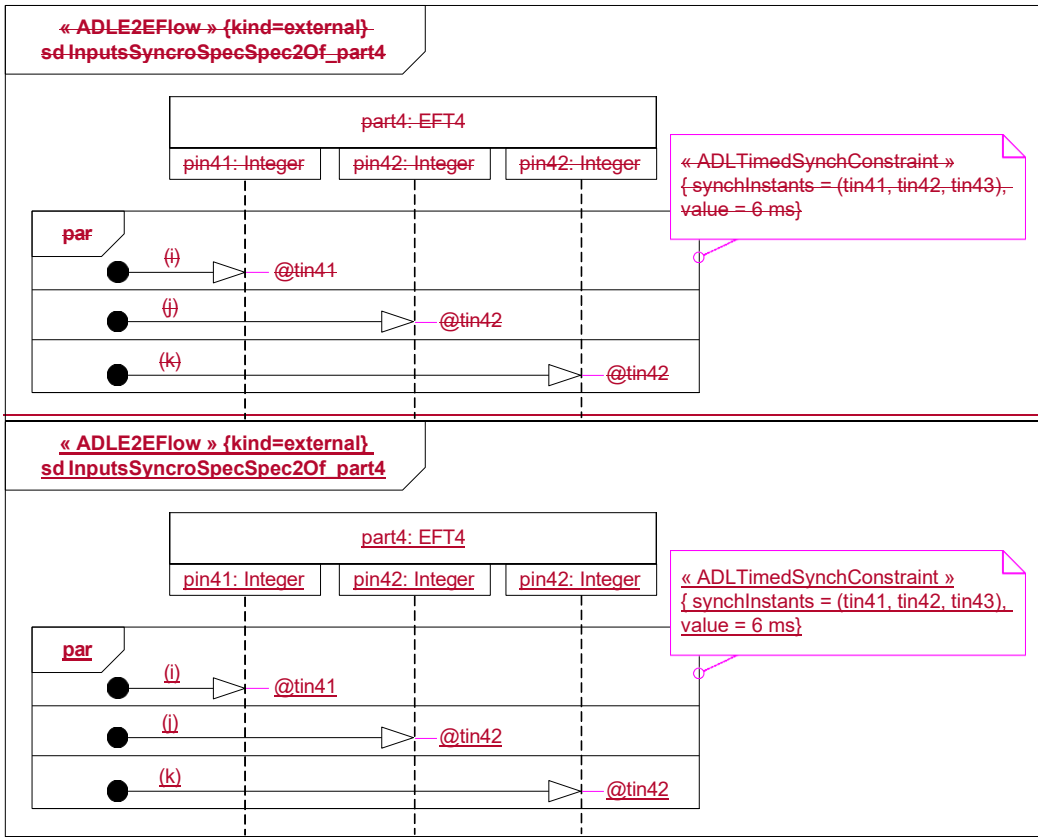 « ADLE2EFlow » {kind=external}
sd InputsSyncroSpecSpec2Of_part4
part4: EFT4
pin41: Integer
pin42: Integer
pin42: Integer
« ADLTimedSynchConstraint »
{ synchInstants = (tin41, tin42, tin43),
value = 6 ms}
par
(i)
@tin41
(j)
@tin42
(k)
@tin42
« ADLE2EFlow » {kind=external}
sd InputsSyncroSpecSpec2Of_part4
part4: EFT4
pin41: Integer
pin42: Integer
pin42: Integer
« ADLTimedSynchConstraint »
{ synchInstants = (tin41, tin42, tin43),
value = 6 ms}
par
(i)
@tin41
(j)
@tin42
(k)
@tin42